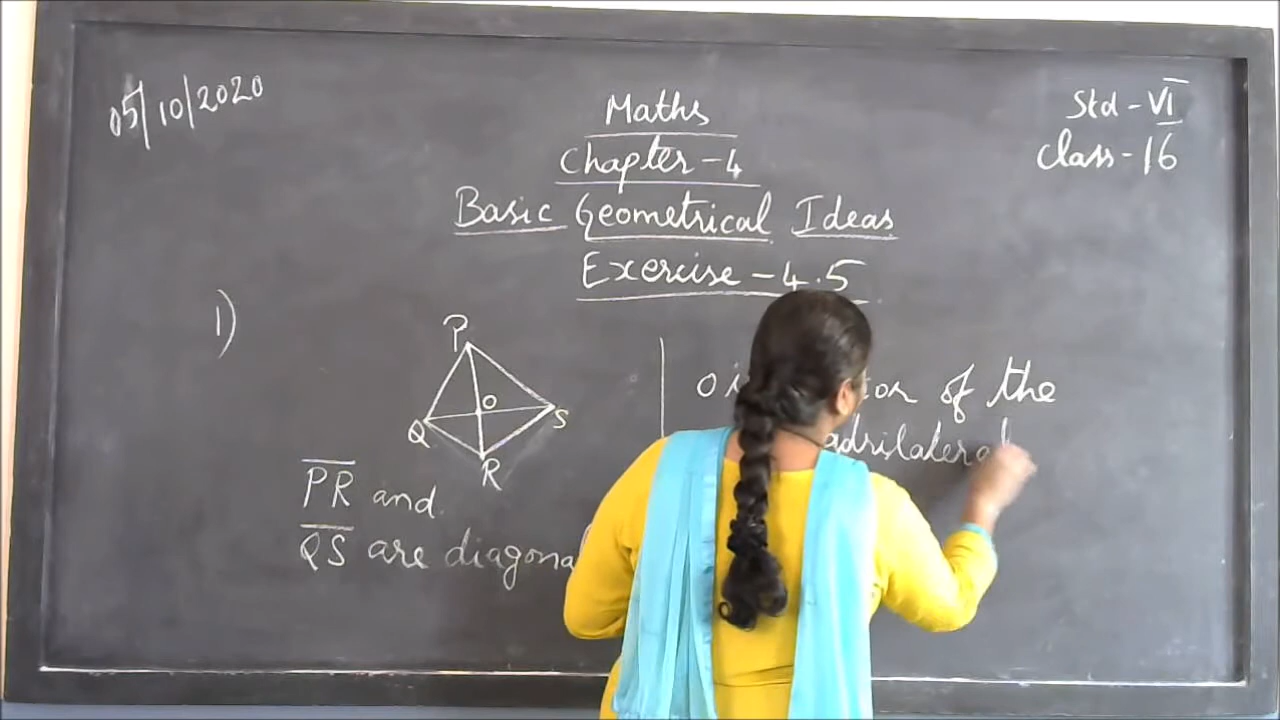 05/10/2020
Maths
Std - VI
Chapter - 4
Class - 16
Basic Geometrical Ideas
Exercise - 4.5
1)
P
O
Q
S
R
of the
PR and
QS are